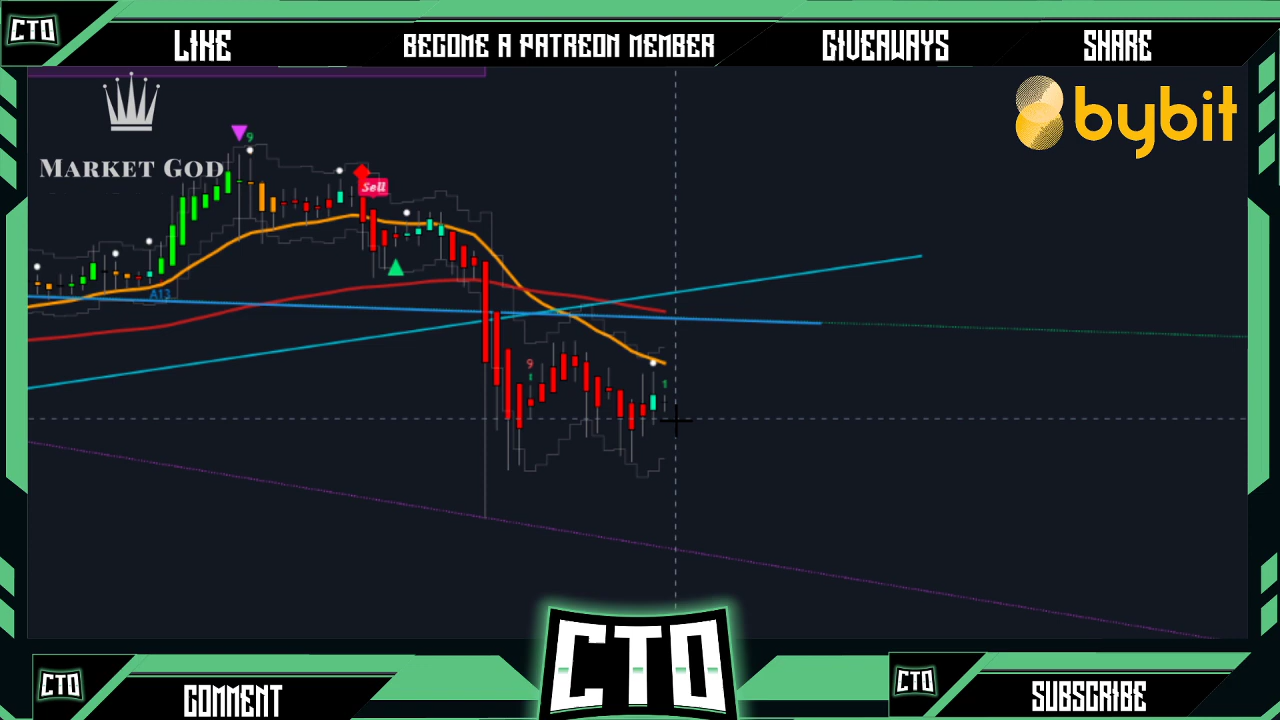 CTO
LIKE
BECOME A PATREON MEMBER
GIVEAWAYS
SHARE
bybit
MARKET GOD
9
Sell
A13
9
1
1
CTO
CTO
COMMENT
CTO
SUBSCRIBE